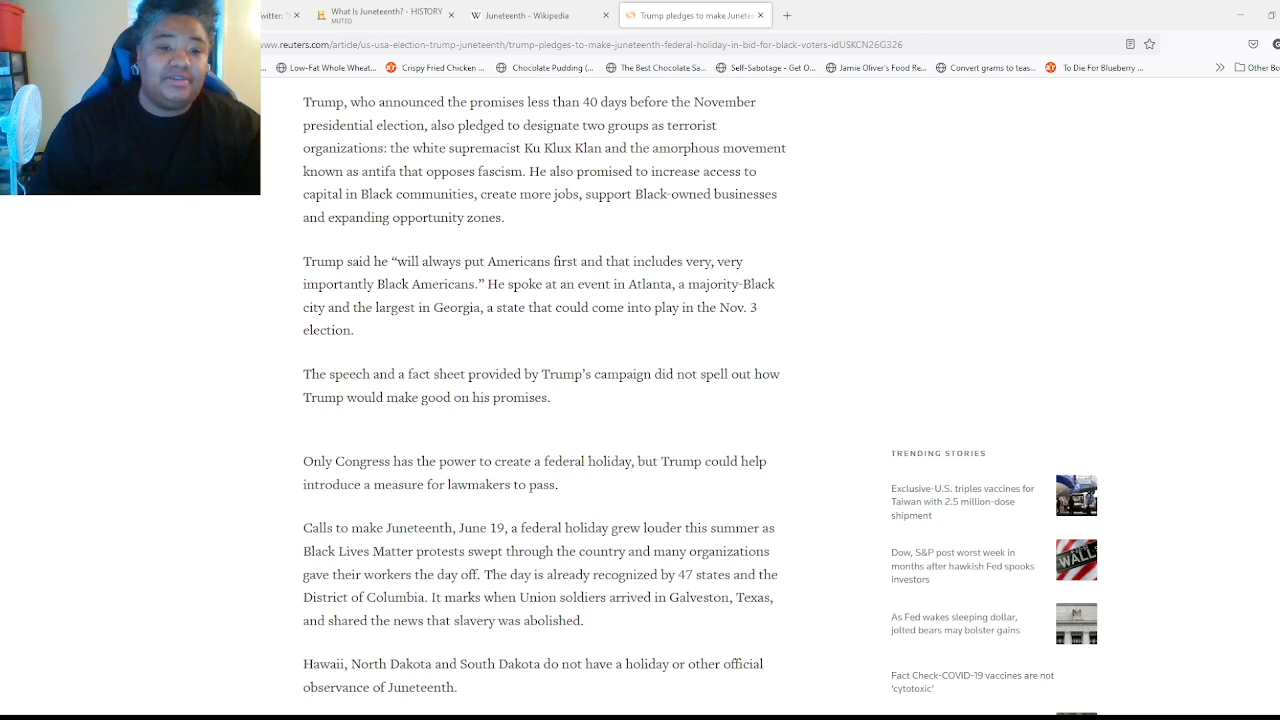 witter: "I
What Is Juneteenth? - HISTORY
MUTED
Juneteenth - Wikipedia
Trump pledges to make Junetee
ww.reuters.com/article/us-usa-election-trump-juneteenth/trump-pledges-to-make-juneteenth-federal-holiday-in-bid-for-black-voters-idUSKCN26G326
Low-Fat Whole Wheat...
Crispy Fried Chicken ...
Chocolate Pudding (...
The Best Chocolate Sa...
Self-Sabotage - Get O...
Jamie Oliver's Food Re...
Convert grams to teas...
To Die For Blueberry ...
Other Bo
Trump, who announced the promises less than 40 days before the November
presidential election, also pledged to designate two groups as terrorist
organizations: the white supremacist Ku Klux Klan and the amorphous movement
known as antifa that opposes fascism. He also promised to increase access to
capital in Black communities, create more jobs, support Black-owned businesses
and expanding opportunity zones.
Trump said he “will always put Americans first and that includes very, very
importantly Black Americans.” He spoke at an event in Atlanta, a majority-Black
city and the largest in Georgia, a state that could come into play in the Nov. 3
election.
The speech and a fact sheet provided by Trump’s campaign did not spell out how
Trump would make good on his promises.
Only Congress has the power to create a federal holiday, but Trump could help
introduce a measure for lawmakers to pass.
Calls to make Juneteenth, June 19, a federal holiday grew louder this summer as
Black Lives Matter protests swept through the country and many organizations
gave their workers the day off. The day is already recognized by 47 states and the
District of Columbia. It marks when Union soldiers arrived in Galveston, Texas,
and shared the news that slavery was abolished.
Hawaii, North Dakota and South Dakota do not have a holiday or other official
observance of Juneteenth.
TRENDING STORIES
Exclusive-U.S. triples vaccines for
Taiwan with 2.5 million-dose
shipment
Dow, S&P post worst week in
months after hawkish Fed spooks
investors
WALL
As Fed wakes sleeping dollar,
jolted bears may bolster gains
Fact Check-COVID-19 vaccines are not
‘cytotoxic’